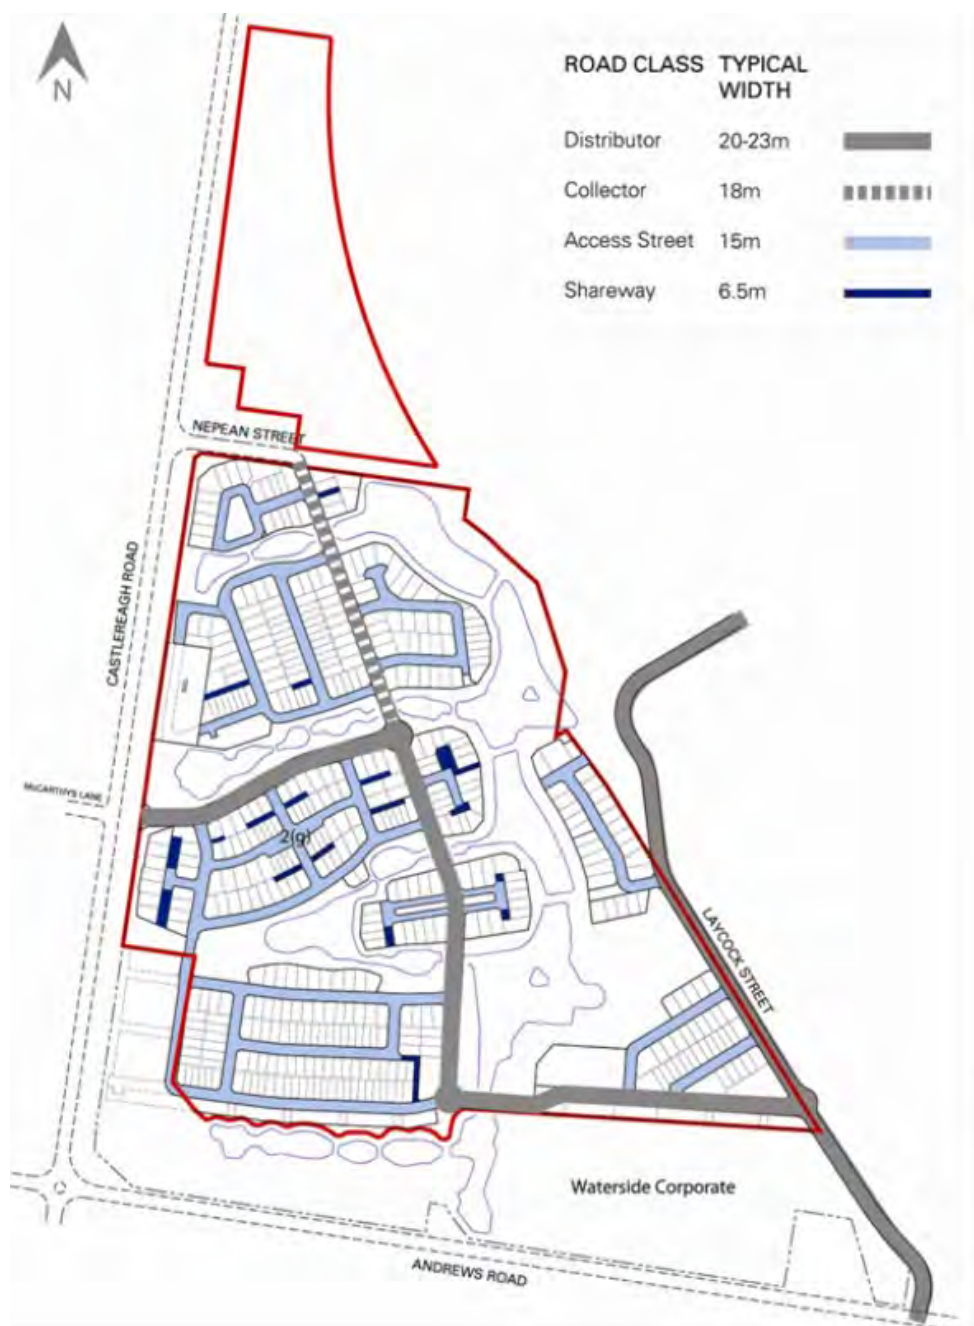 N
ROAD CLASS TYPICAL
WIDTH
Distributor 20-23m
Collector 18m
Access Street 15m
Shareway 6.5m
NEPEAN STREET
CASTLEREAGH ROAD
McCARTHYS LANE
2(g)
LAYCOCK STREET
Waterside Corporate
ANDREWS ROAD